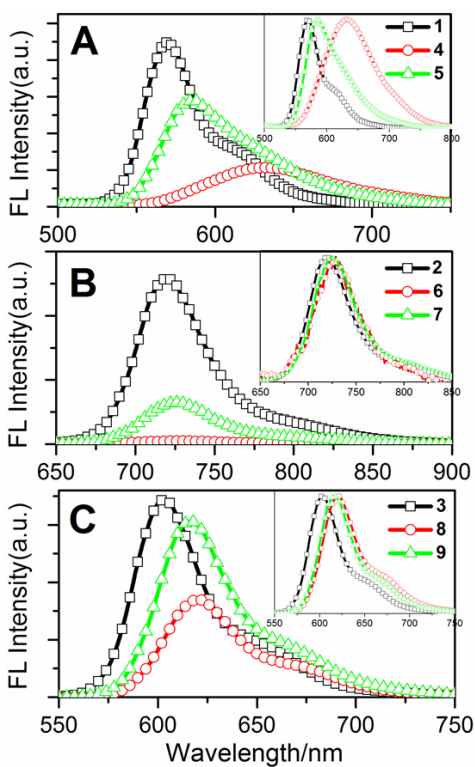 A
1
4
5
500 600 700 800
FL Intensity(a.u.)
500 600 700
B
2
6
7
650 700 750 800 850
FL Intensity(a.u.)
650 700 750 800 850 900
C
3
8
9
550 600 650 700 750
FL Intensity(a.u.)
550 600 650 700 750
Wavelength/nm